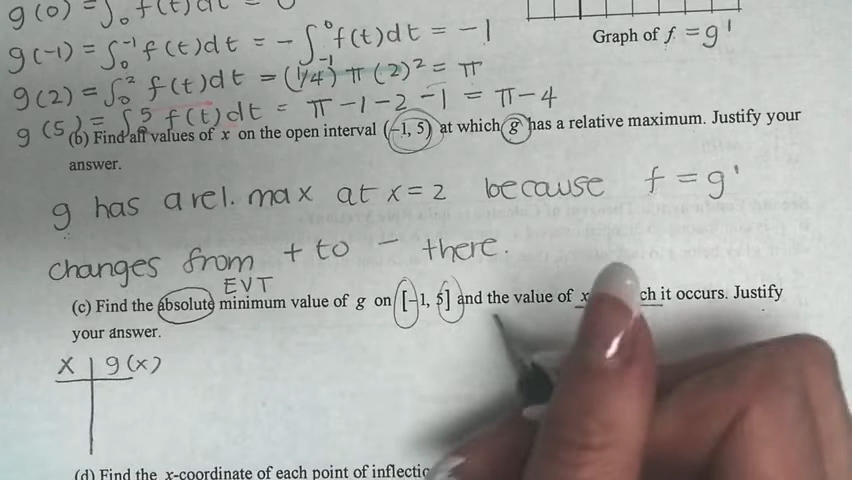 g(0) = ∫₀ f(t)dt = 0
g(-1) = ∫₀⁻¹ f(t)dt = -∫₋₁⁰ f(t)dt = -1
Graph of f = g'
g(2) = ∫₀² f(t)dt = (1/4) π (2)² = π
g(5) = ∫ 5 f(t)dt = π - 1 - 2 - 1 = π - 4
(b) Find all values of x on the open interval (-1, 5) at which g has a relative maximum. Justify your
answer.
g has a rel. max at x = 2 because f = g'
changes from + to - there.
EVT
(c) Find the absolute minimum value of g on [-1, 5] and the value of x ch it occurs. Justify
your answer.
x | g(x)
(d) Find the x-coordinate of each point of inflectio